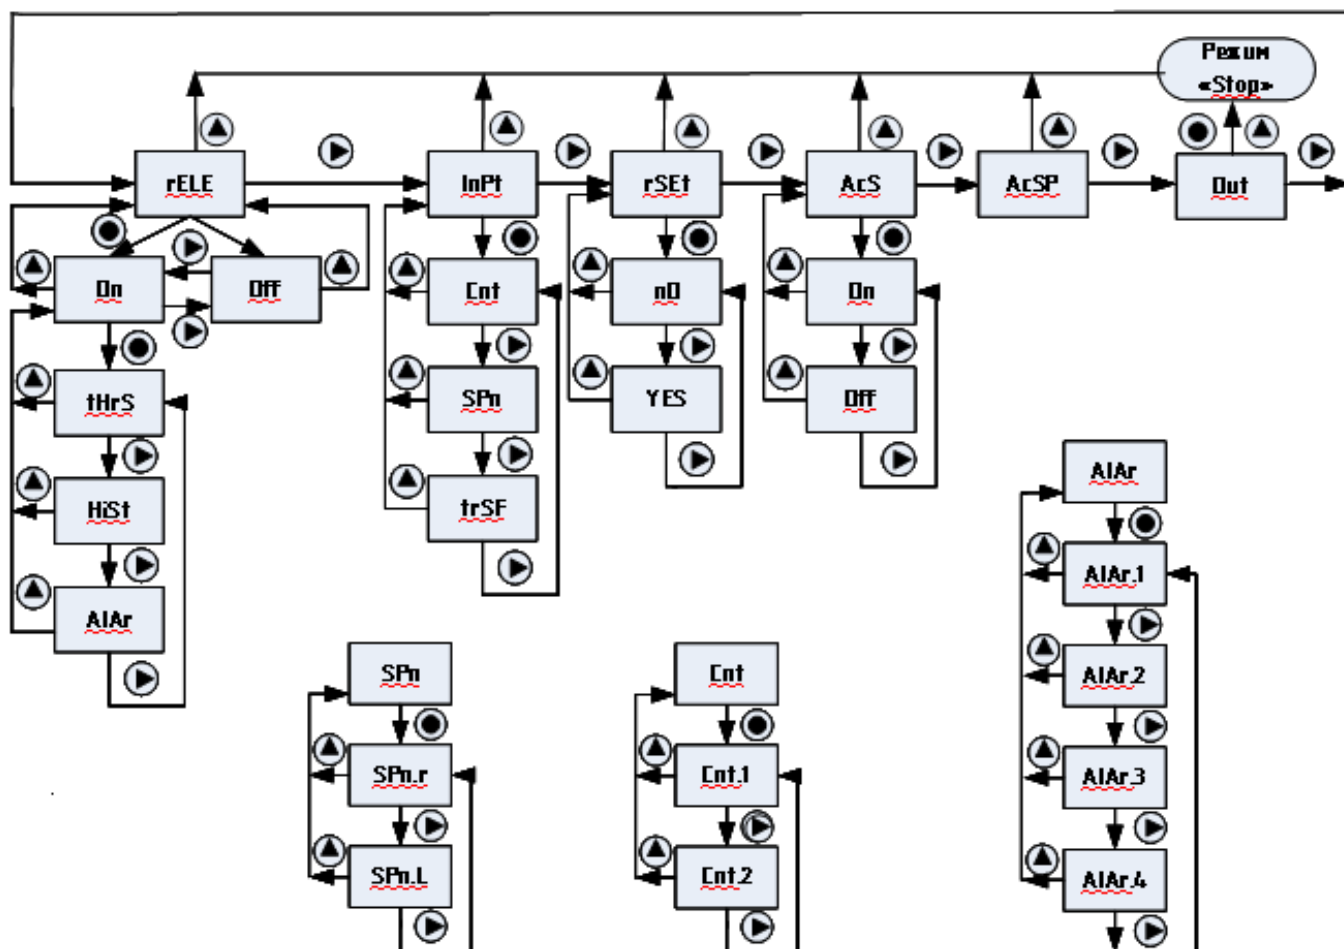 Режим
«Stop»
rELE
InPt
rSEt
AcS
AcSP
Out
On
Off
Cnt
nO
On
tHrS
SPn
YES
Off
HiSt
trSF
AlAr
AlAr
AlAr.1
SPn
Cnt
AlAr.2
SPn.r
Cnt.1
AlAr.3
SPn.L
Cnt.2
AlAr.4